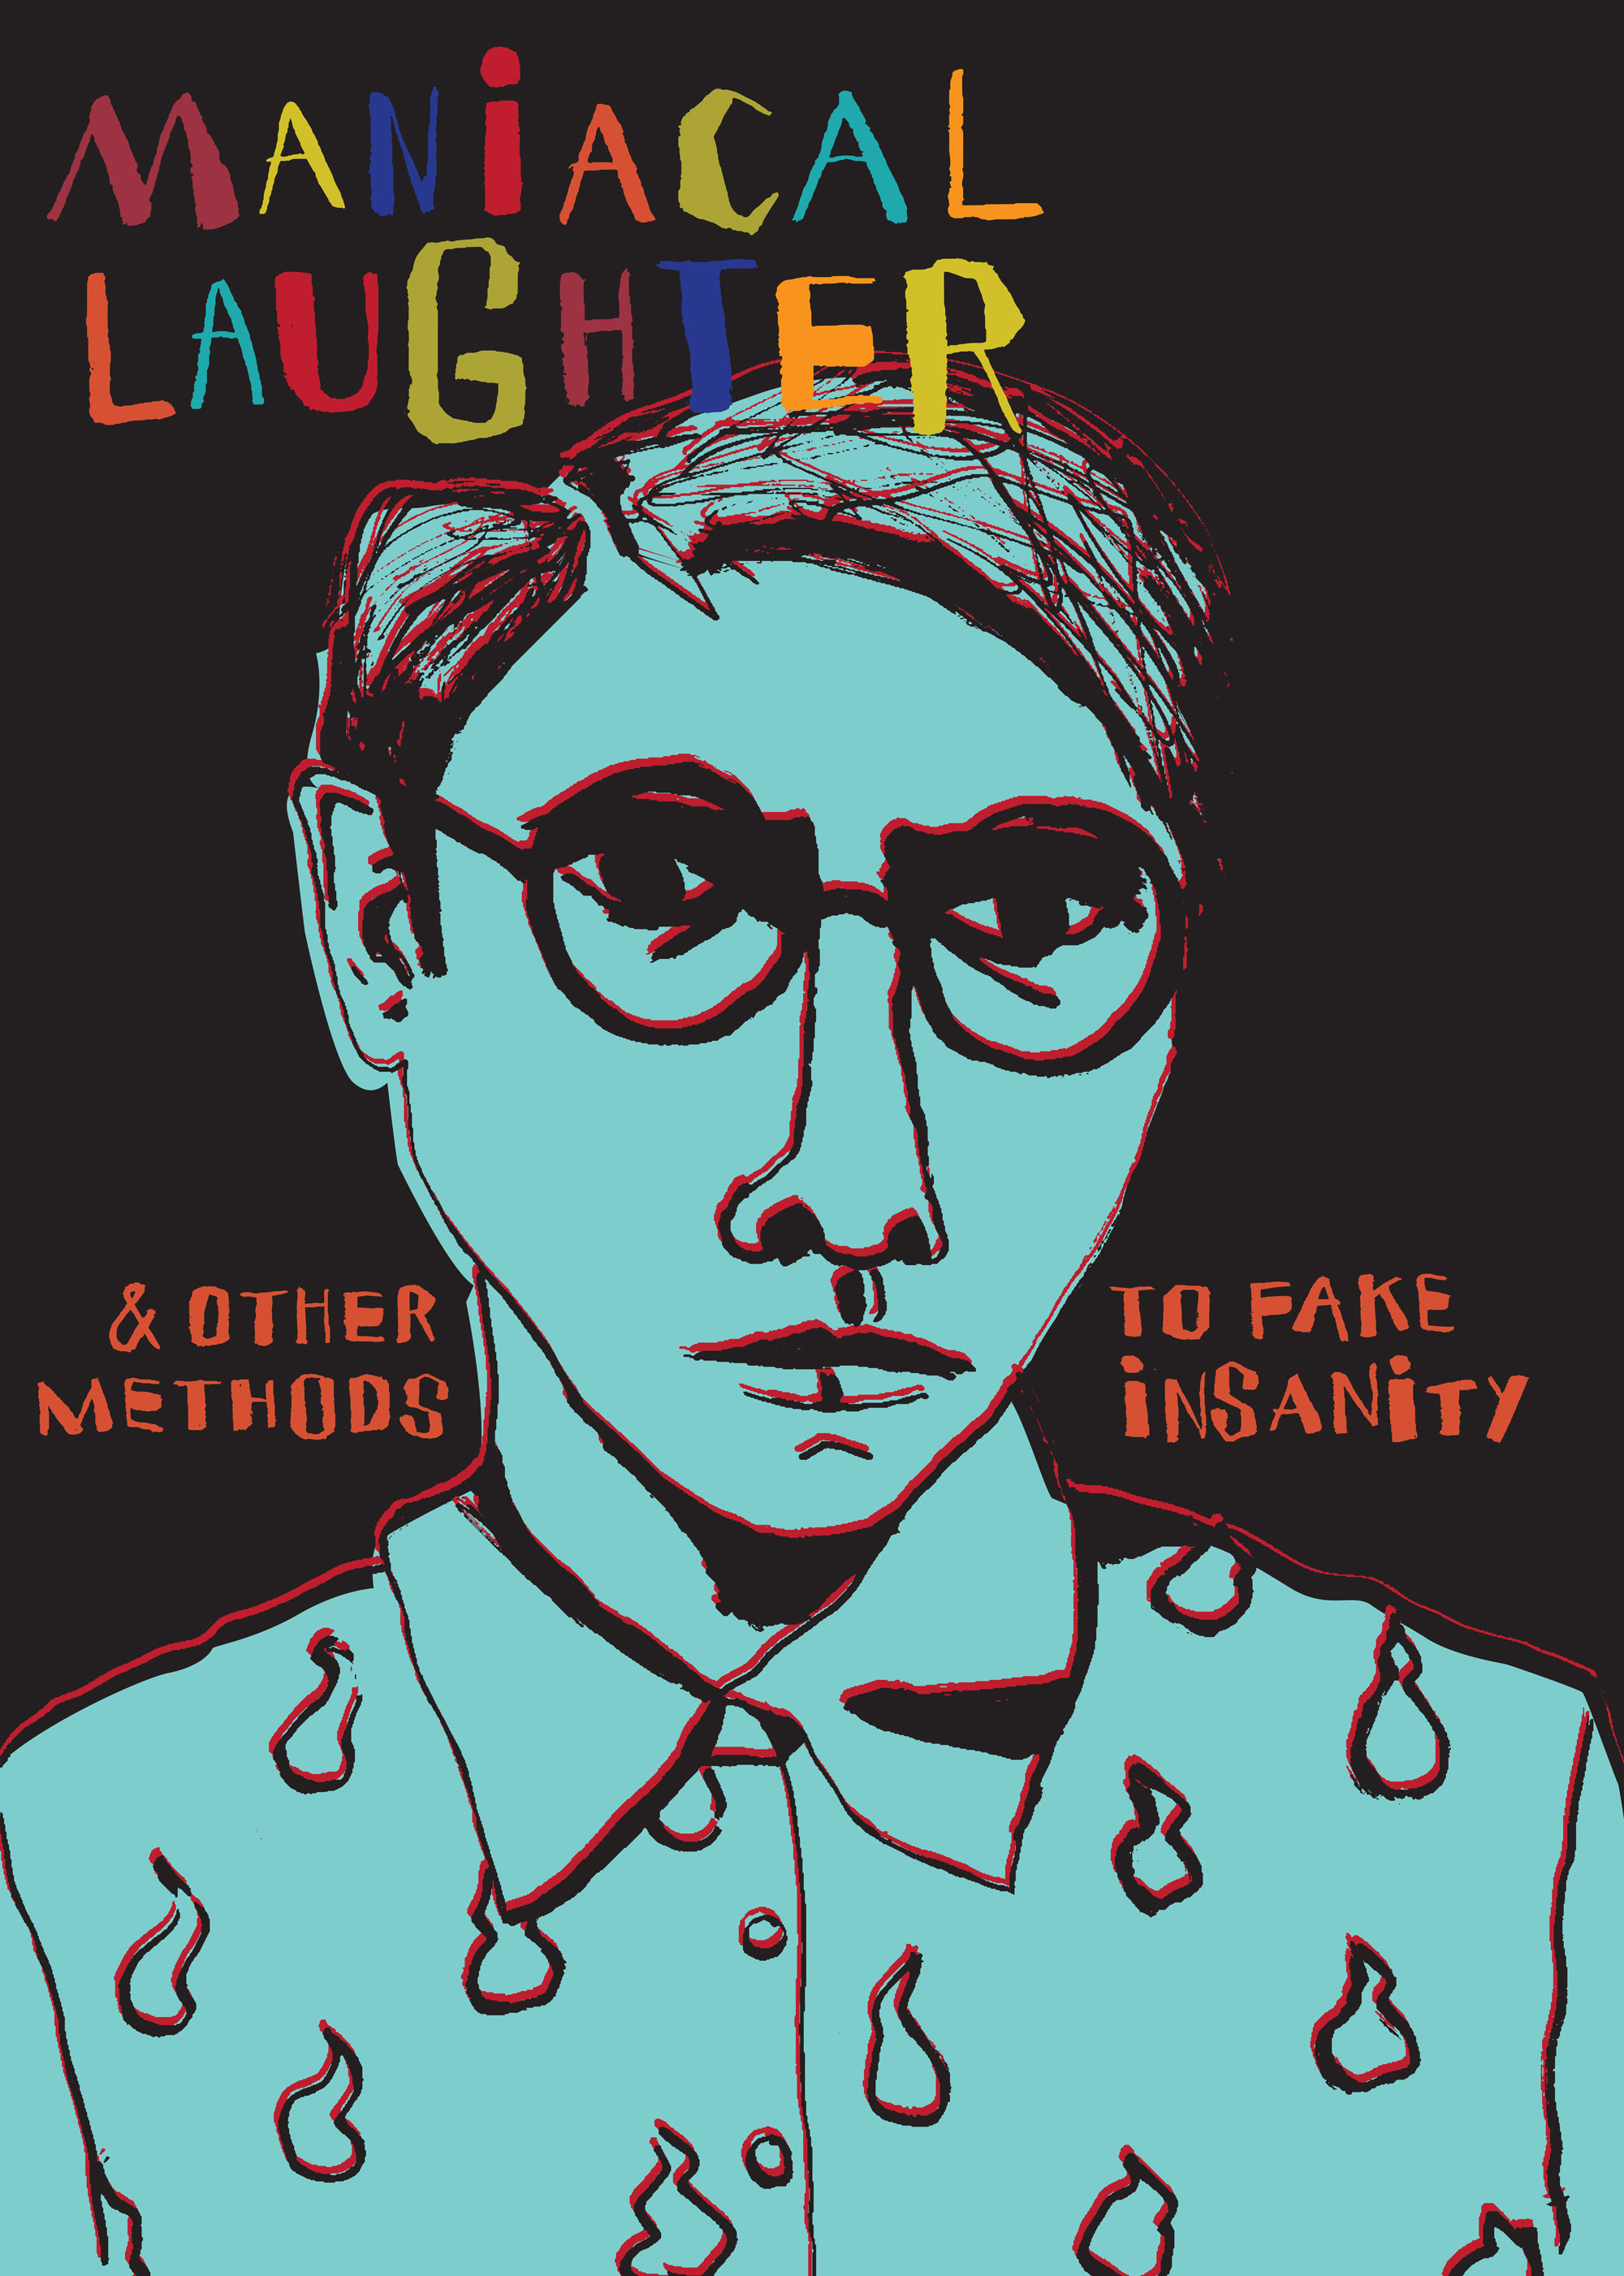 MANiACAL
LAUGHTER
& OTHER
METHODS
TO FAKE
iNSANiTY